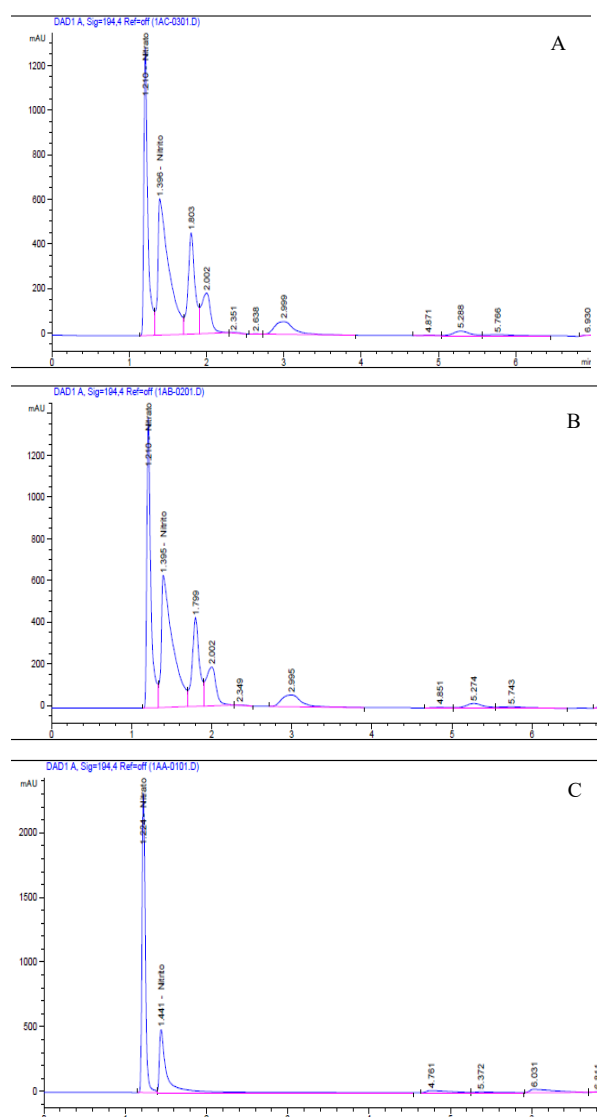 DAD1 A, Sig=194,4 Ref=off (1AC-0301.D)
mAU
A
1200
1000
800
600
400
200
0
1.210 - Nitrato
1.396 - Nitrito
1.803
2.002
2.351
2.638
2.999
4.871
5.288
5.766
6.930
0 1 2 3 4 5 6 min
DAD1 A, Sig=194,4 Ref=off (1AB-0201.D)
mAU
B
1200
1000
800
600
400
200
0
1.210 - Nitrato
1.395 - Nitrito
1.799
2.002
2.349
2.995
4.851
5.274
5.743
0 1 2 3 4 5 6
DAD1 A, Sig=194,4 Ref=off (1AA-0101.D)
mAU
C
2000
1500
1000
500
0
1.224 - Nitrato
1.441 - Nitrito
4.761
5.372
6.031